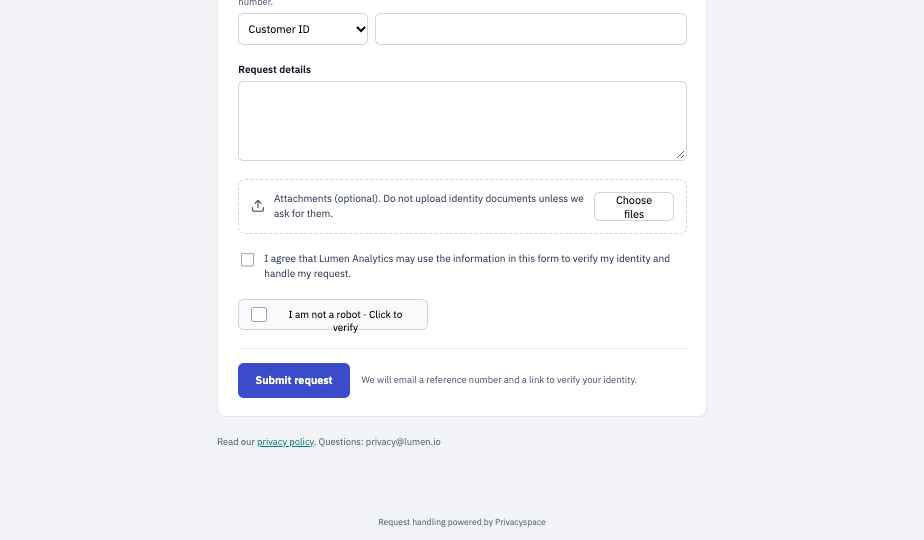 number.
Customer ID
Request details
Attachments (optional). Do not upload identity documents unless we
ask for them.
Choose
files
I agree that Lumen Analytics may use the information in this form to verify my identity and
handle my request.
I am not a robot - Click to
verify
Submit request
We will email a reference number and a link to verify your identity.
Read our privacy policy. Questions: privacy@lumen.io
Request handling powered by Privacyspace